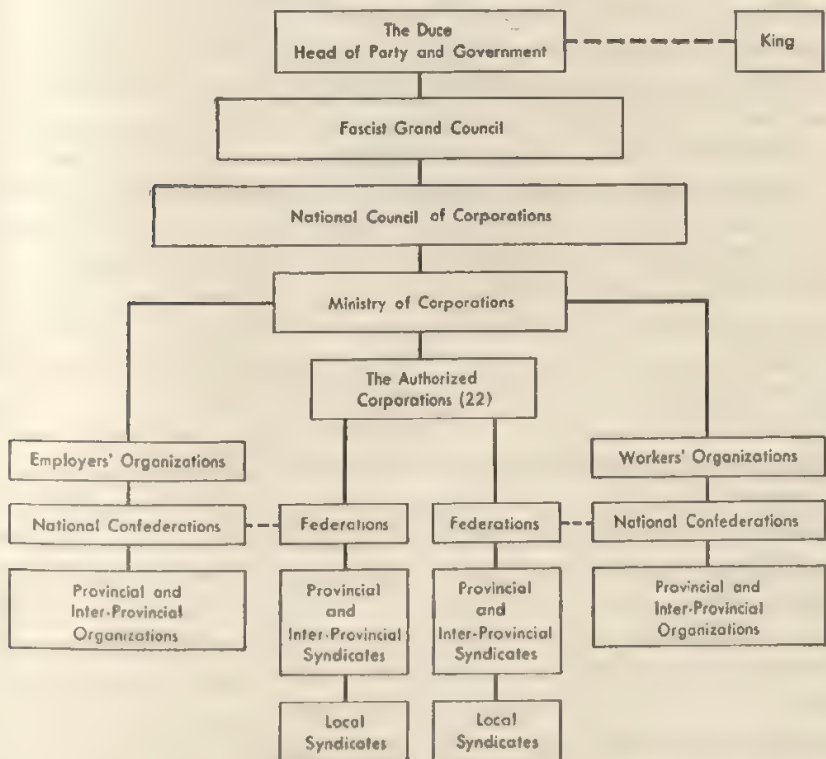 The Duce
Head of Party and Government
King
Fascist Grand Council
National Council of Corporations
Ministry of Corporations
The Authorized
Corporations (22)
Employers' Organizations
Workers' Organizations
National Confederations
Federations
Federations
National Confederations
Provincial and
Inter-Provincial
Organizations
Provincial
and
Inter-Provincial
Syndicates
Provincial
and
Inter-Provincial
Syndicates
Provincial and
Inter-Provincial
Organizations
Local
Syndicates
Local
Syndicates